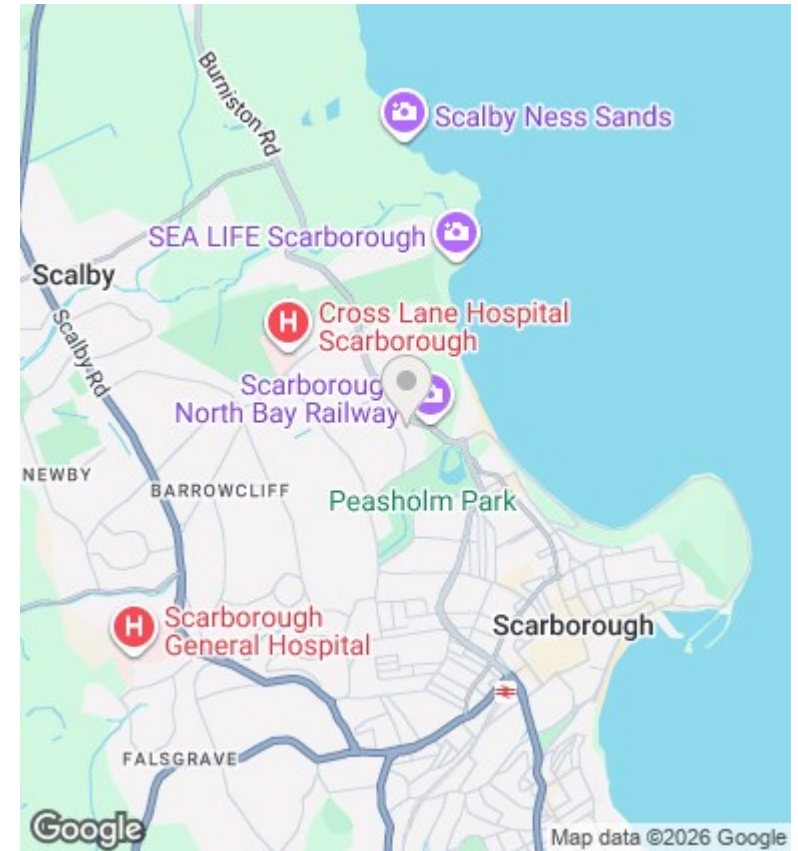 Burniston Rd
Scalby Ness Sands
SEA LIFE Scarborough
Scalby
Cross Lane Hospital
Scarborough
H
Scalby Rd
Scarboroug
North Bay Railway
NEWBY
BARROWCLIFF
Peasholm Park
H
Scarborough
General Hospital
Scarborough
FALSGRAVE
Google
Map data ©2026 Google